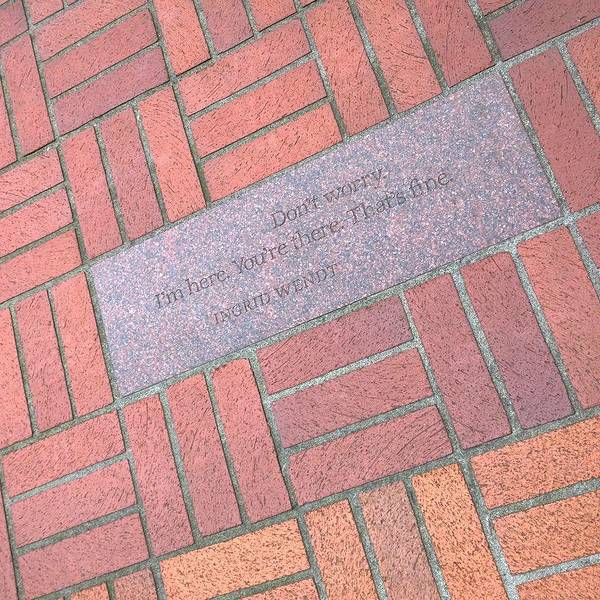 Don't worry.
I'm here. You're there. That's fine.
INGRID WENDT